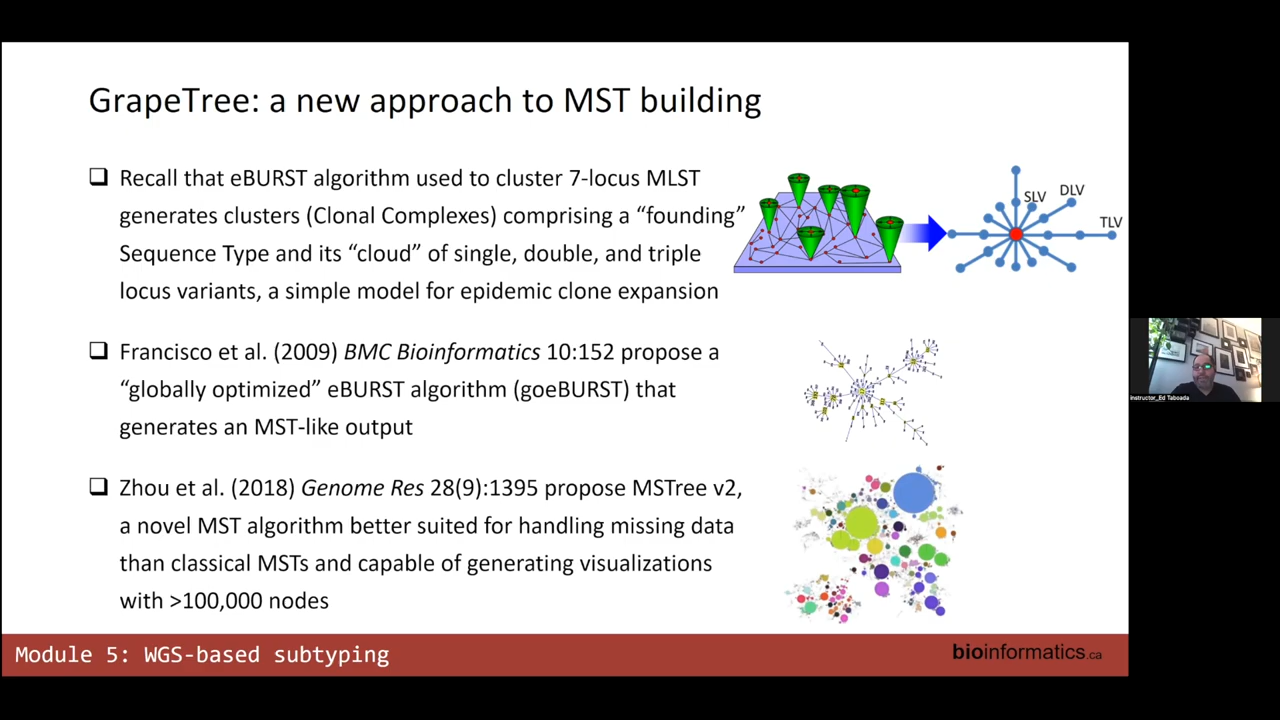 GrapeTree: a new approach to MST building
❑ Recall that eBURST algorithm used to cluster 7-locus MLST
generates clusters (Clonal Complexes) comprising a “founding”
Sequence Type and its “cloud” of single, double, and triple
locus variants, a simple model for epidemic clone expansion
SLV
DLV
TLV
❑ Francisco et al. (2009) BMC Bioinformatics 10:152 propose a
“globally optimized” eBURST algorithm (goeBURST) that
generates an MST-like output
❑ Zhou et al. (2018) Genome Res 28(9):1395 propose MSTree v2,
a novel MST algorithm better suited for handling missing data
than classical MSTs and capable of generating visualizations
with >100,000 nodes
instructor_Ed Taboada
Module 5: WGS-based subtyping
bioinformatics.ca